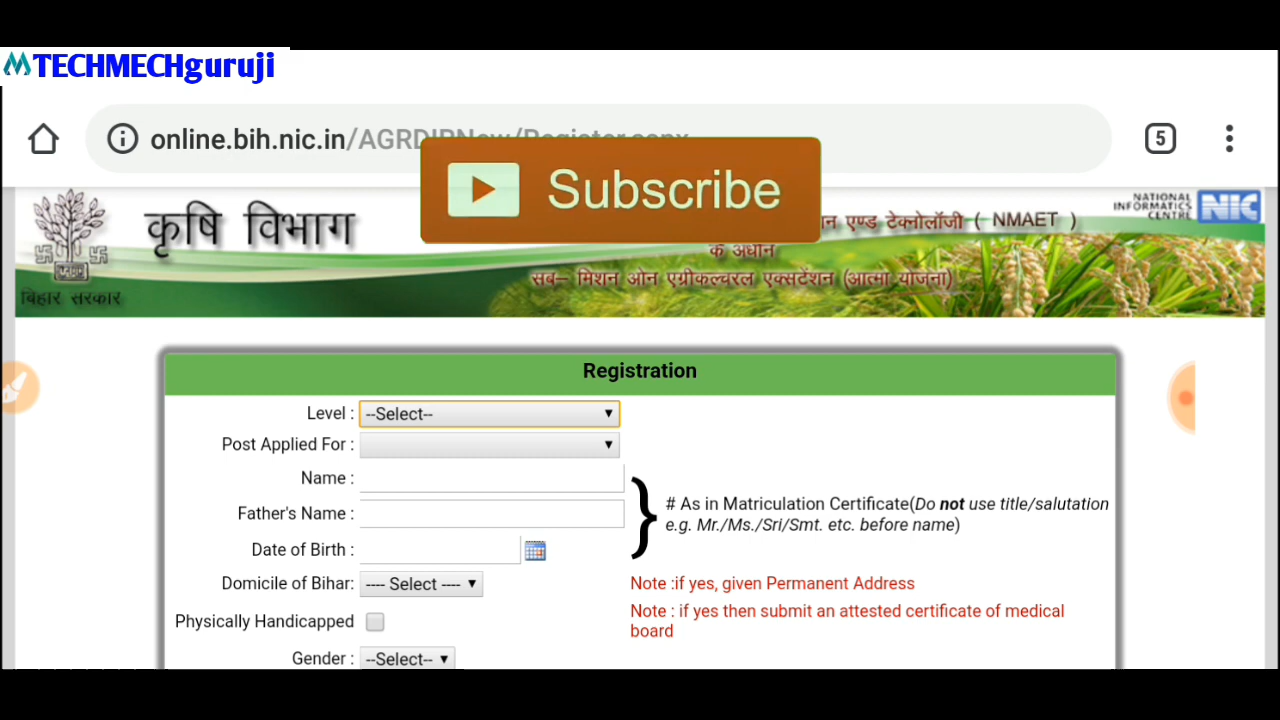 TECHMECHguruji
online.bih.nic.in/AGRDIRNew/Register.aspx
5
Subscribe
कृषि विभाग
न एण्ड टेक्नोलॉजी ( NMAET )
NATIONAL
INFORMATICS
CENTRE
NIC
के अधीन
सब– मिशन ओन एग्रीकल्चरल एक्सटेंशन (आत्मा योजना)
बिहार सरकार
Registration
Level : --Select--
Post Applied For :
Name :
# As in Matriculation Certificate(Do not use title/salutation
Father's Name :
e.g. Mr./Ms./Sri/Smt. etc. before name)
Date of Birth :
Domicile of Bihar: ---- Select ---- Note :if yes, given Permanent Address
Physically Handicapped Note : if yes then submit an attested certificate of medical
board
Gender : --Select--